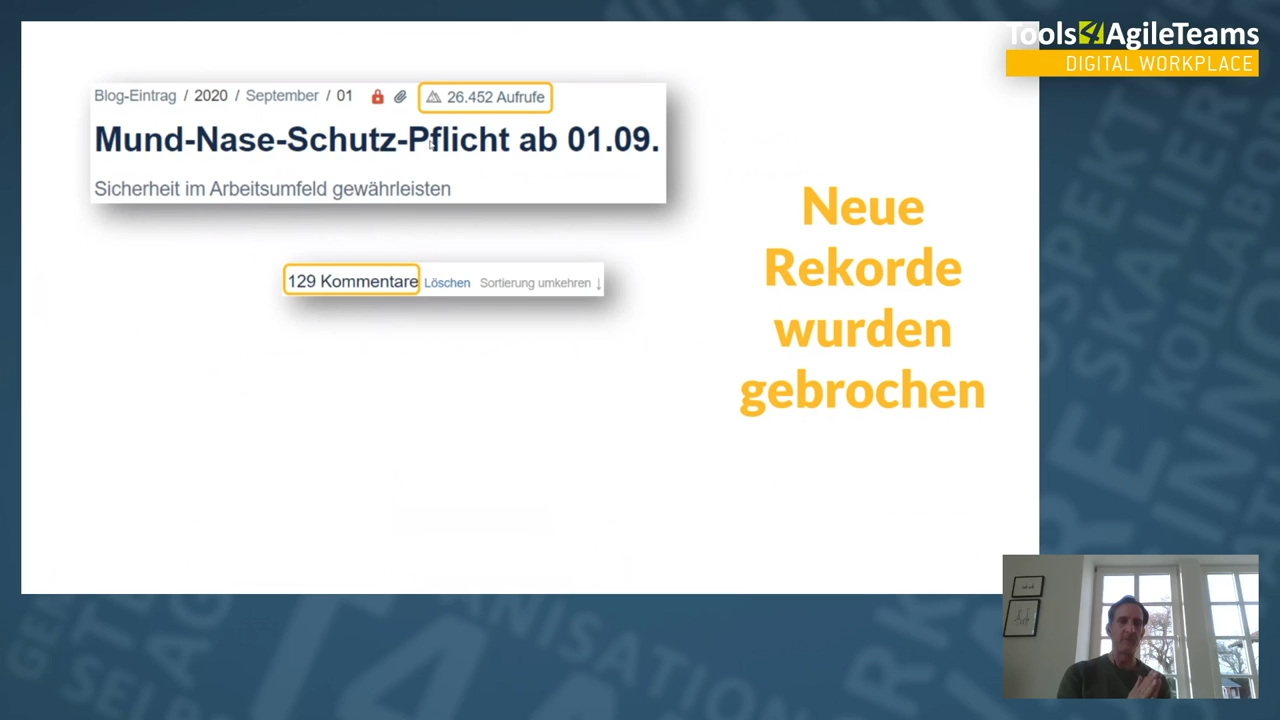 Tools4AgileTeams
DIGITAL WORKPLACE
Blog-Eintrag / 2020 / September / 01 26.452 Aufrufe
Mund-Nase-Schutz-Pflicht ab 01.09.
Sicherheit im Arbeitsumfeld gewährleisten
129 Kommentare Löschen Sortierung umkehren ↓
Neue
Rekorde
wurden
gebrochen